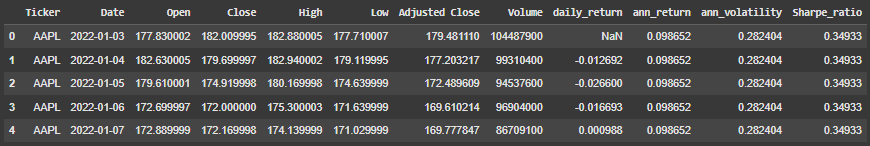 Ticker Date Open Close High Low Adjusted Close Volume daily_return ann_return ann_volatility Sharpe_ratio
0 AAPL 2022-01-03 177.830002 182.009995 182.880005 177.710007 179.481110 104487900 NaN 0.098652 0.282404 0.34933
1 AAPL 2022-01-04 182.630005 179.699997 182.940002 179.119995 177.203217 99310400 -0.012692 0.098652 0.282404 0.34933
2 AAPL 2022-01-05 179.610001 174.919998 180.169998 174.639999 172.489609 94537600 -0.026600 0.098652 0.282404 0.34933
3 AAPL 2022-01-06 172.699997 172.000000 175.300003 171.639999 169.610214 96904000 -0.016693 0.098652 0.282404 0.34933
4 AAPL 2022-01-07 172.889999 172.169998 174.139999 171.029999 169.777847 86709100 0.000988 0.098652 0.282404 0.34933